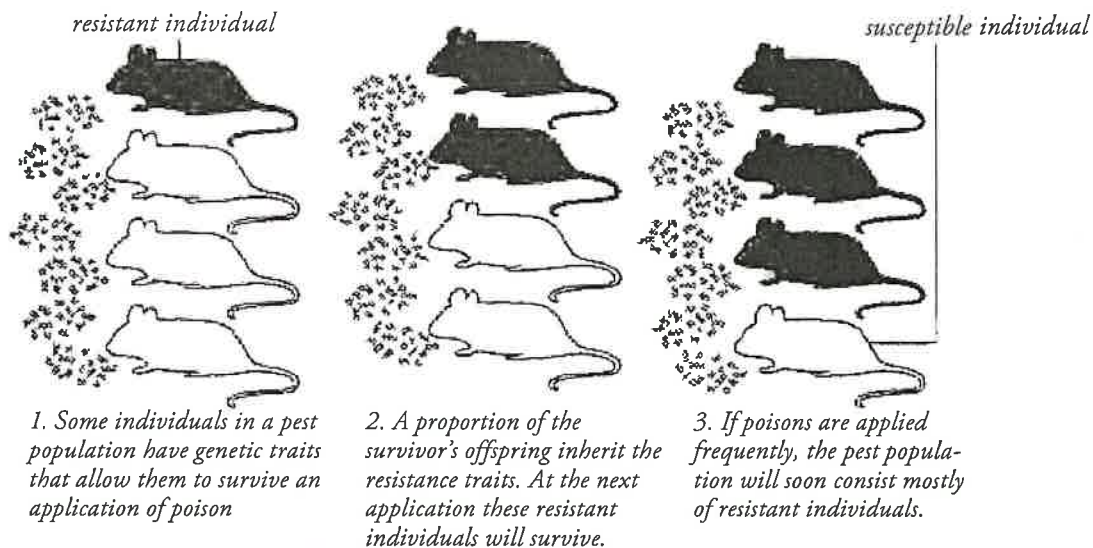 resistant individual
susceptible individual
1. Some individuals in a pest
population have genetic traits
that allow them to survive an
application of poison
2. A proportion of the
survivor's offspring inherit the
resistance traits. At the next
application these resistant
individuals will survive.
3. If poisons are applied
frequently, the pest popula-
tion will soon consist mostly
of resistant individuals.